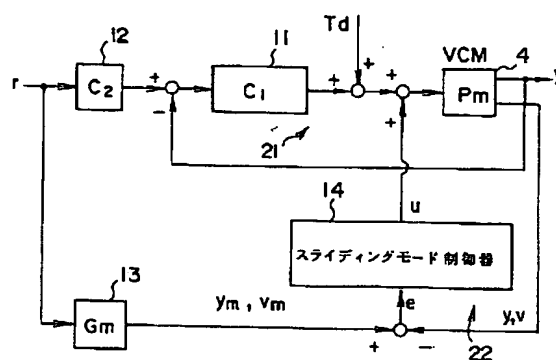 12
11
Td
VCM
4
r
C2
C1
Pm
y
+
-
+
+
+
+
21
14
u
スライディングモード制御器
13
e
Gm
ym , vm
y,v
+
-
22